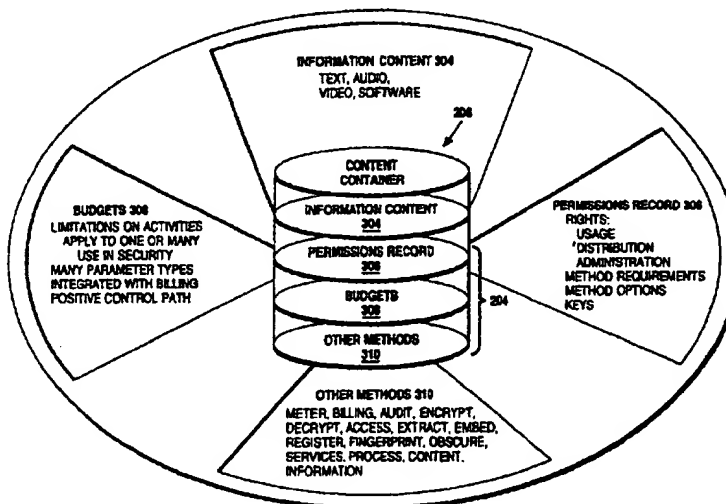 INFORMATION CONTENT 304
TEXT, AUDIO,
VIDEO, SOFTWARE
206
CONTENT
CONTAINER
INFORMATION CONTENT
304
PERMISSIONS RECORD
306
BUDGETS
308
OTHER METHODS
310
204
BUDGETS 308
LIMITATIONS ON ACTIVITIES
APPLY TO ONE OR MANY
USE IN SECURITY
MANY PARAMETER TYPES
INTEGRATED WITH BILLING
POSITIVE CONTROL PATH
PERMISSIONS RECORD 306
RIGHTS:
USAGE
'DISTRIBUTION
ADMINISTRATION
METHOD REQUIREMENTS
METHOD OPTIONS
KEYS
OTHER METHODS 310
METER, BILLING, AUDIT, ENCRYPT,
DECRYPT, ACCESS, EXTRACT, EMBED,
REGISTER, FINGERPRINT, OBSCURE,
SERVICES, PROCESS, CONTENT,
INFORMATION